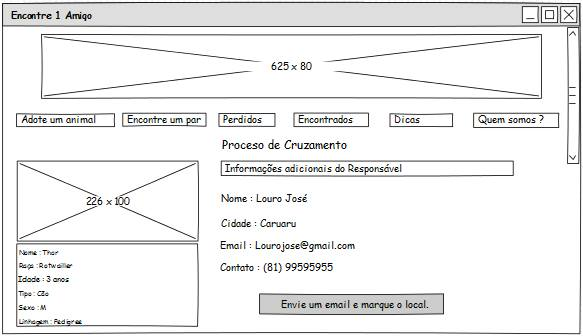 Encontre 1 Amigo
625 x 80
Adote um animal
Encontre um par
Perdidos
Encontrados
Dicas
Quem somos ?
Proceso de Cruzamento
Informações adicionais do Responsável
226 x 100
Nome : Louro José
Cidade : Caruaru
Email : Lourojose@gmail.com
Contato : (81) 99595955
Nome : Thor
Raça : Rotwailler
Idade : 3 anos
Tipo : Cão
Sexo : M
Linhagem : Pedigree
Envie um email e marque o local.